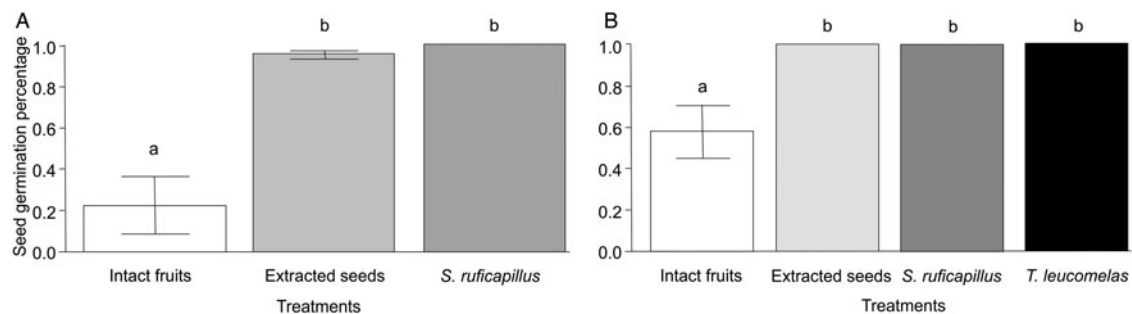 A
b
b
a
Seed germination percentage
1.0
0.8
0.6
0.4
0.2
0.0
Intact fruits
Extracted seeds
S. ruficapillus
Treatments
B
b
b
b
a
1.0
0.8
0.6
0.4
0.2
0.0
Intact fruits
Extracted seeds
S. ruficapillus
T. leucomelas
Treatments